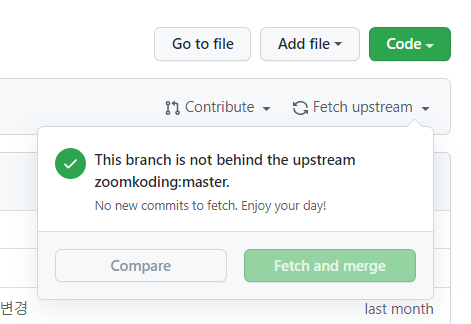 Go to file
Add file
Code
Contribute
Fetch upstream
This branch is not behind the upstream
zoomkoding:master.
No new commits to fetch. Enjoy your day!
Compare
Fetch and merge
변경
last month